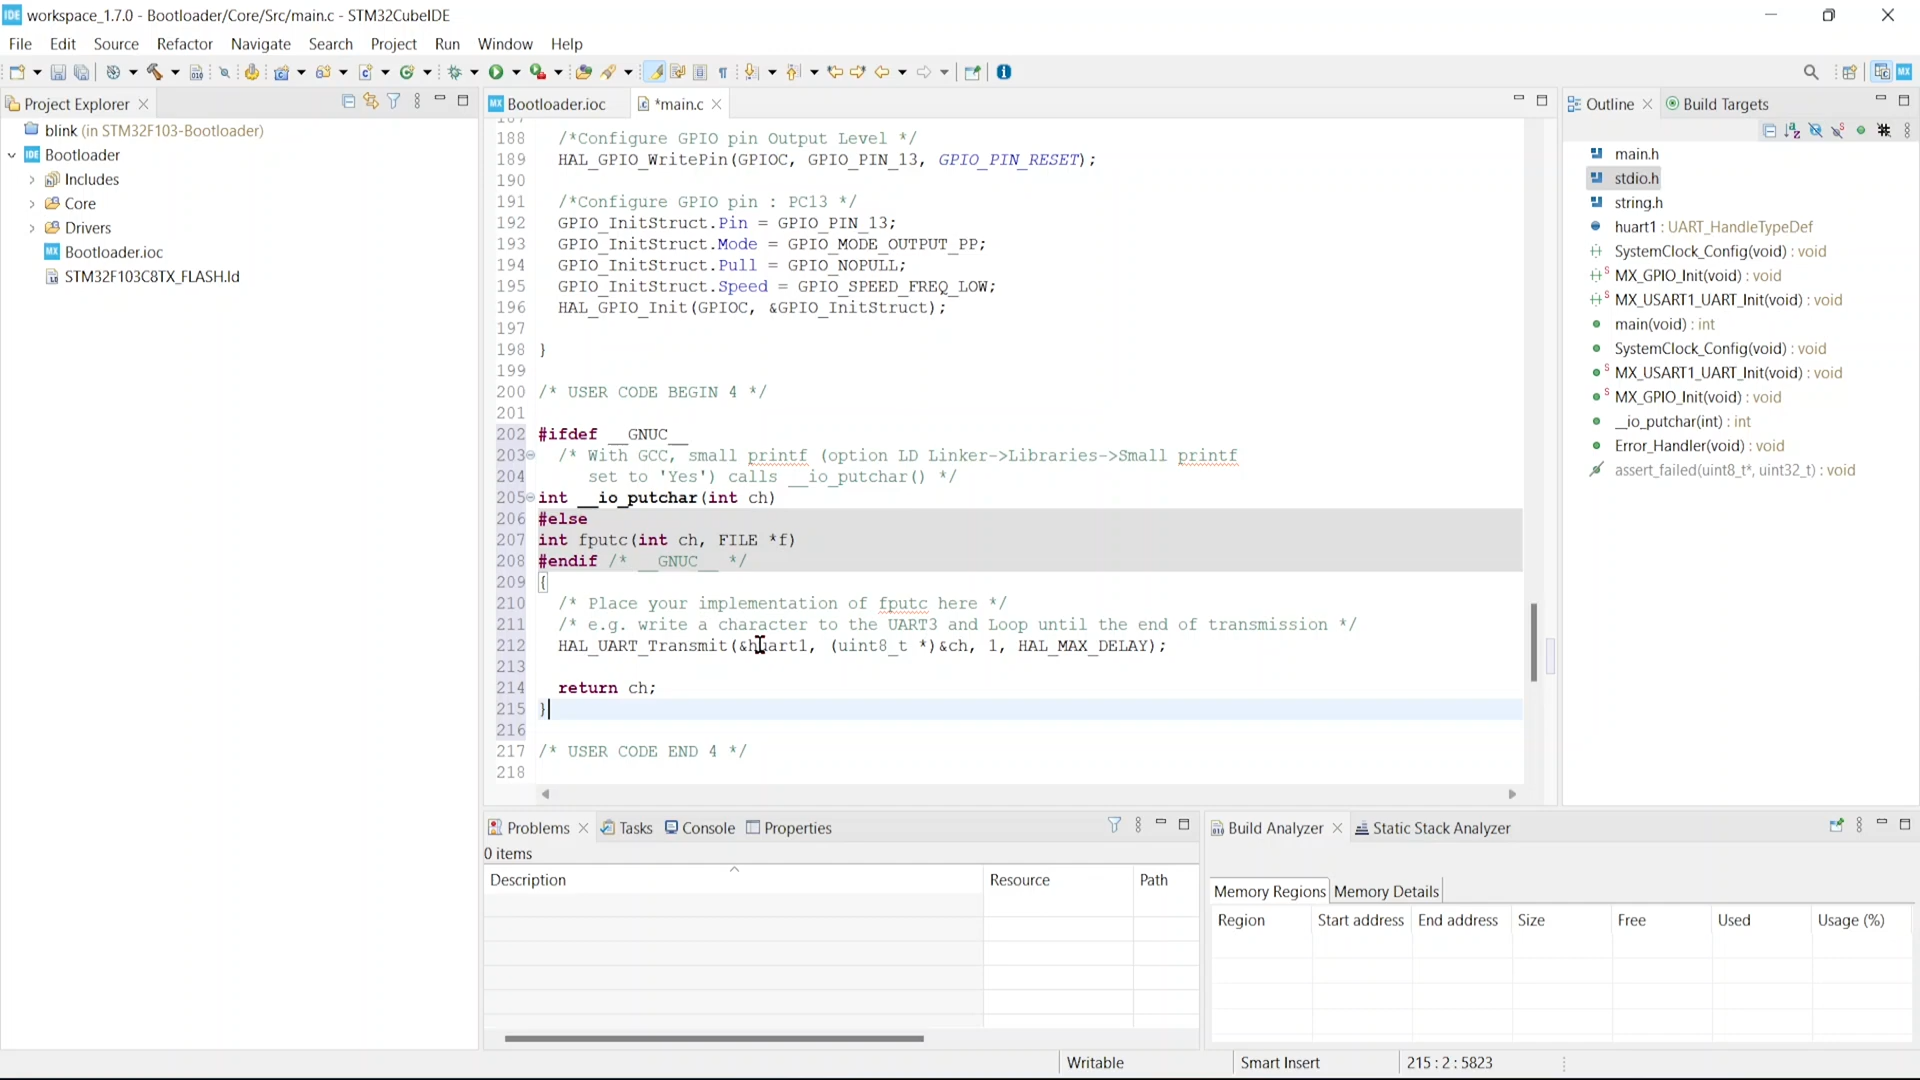 IDE workspace_1.7.0 - Bootloader/Core/Src/main.c - STM32CubeIDE
File Edit Source Refactor Navigate Search Project Run Window Help
Project Explorer
blink (in STM32F103-Bootloader)
IDE Bootloader
Includes
Core
Drivers
MX Bootloader.ioc
STM32F103C8TX_FLASH.ld
MX Bootloader.ioc
*main.c
188 /*Configure GPIO pin Output Level */
189 HAL_GPIO_WritePin(GPIOC, GPIO_PIN_13, GPIO_PIN_RESET);
190
191 /*Configure GPIO pin : PC13 */
192 GPIO_InitStruct.Pin = GPIO_PIN_13;
193 GPIO_InitStruct.Mode = GPIO_MODE_OUTPUT_PP;
194 GPIO_InitStruct.Pull = GPIO_NOPULL;
195 GPIO_InitStruct.Speed = GPIO_SPEED_FREQ_LOW;
196 HAL_GPIO_Init(GPIOC, &GPIO_InitStruct);
197
198 }
199
200 /* USER CODE BEGIN 4 */
201
202 #ifdef __GNUC__
203 /* With GCC, small printf (option LD Linker->Libraries->Small printf
204 set to 'Yes') calls __io_putchar() */
205 int __io_putchar(int ch)
206 #else
207 int fputc(int ch, FILE *f)
208 #endif /* __GNUC__ */
209 {
210 /* Place your implementation of fputc here */
211 /* e.g. write a character to the UART3 and Loop until the end of transmission */
212 HAL_UART_Transmit(&huart1, (uint8_t *)&ch, 1, HAL_MAX_DELAY);
213
214 return ch;
215 }
216
217 /* USER CODE END 4 */
218
Outline
Build Targets
main.h
stdio.h
string.h
huart1 : UART_HandleTypeDef
SystemClock_Config(void) : void
MX_GPIO_Init(void) : void
MX_USART1_UART_Init(void) : void
main(void) : int
SystemClock_Config(void) : void
MX_USART1_UART_Init(void) : void
MX_GPIO_Init(void) : void
__io_putchar(int) : int
Error_Handler(void) : void
assert_failed(uint8_t*, uint32_t) : void
Problems Tasks Console Properties
0 items
Description Resource Path
Build Analyzer Static Stack Analyzer
Memory Regions Memory Details
Region Start address End address Size Free Used Usage (%)
Writable Smart Insert 215 : 2 : 5823